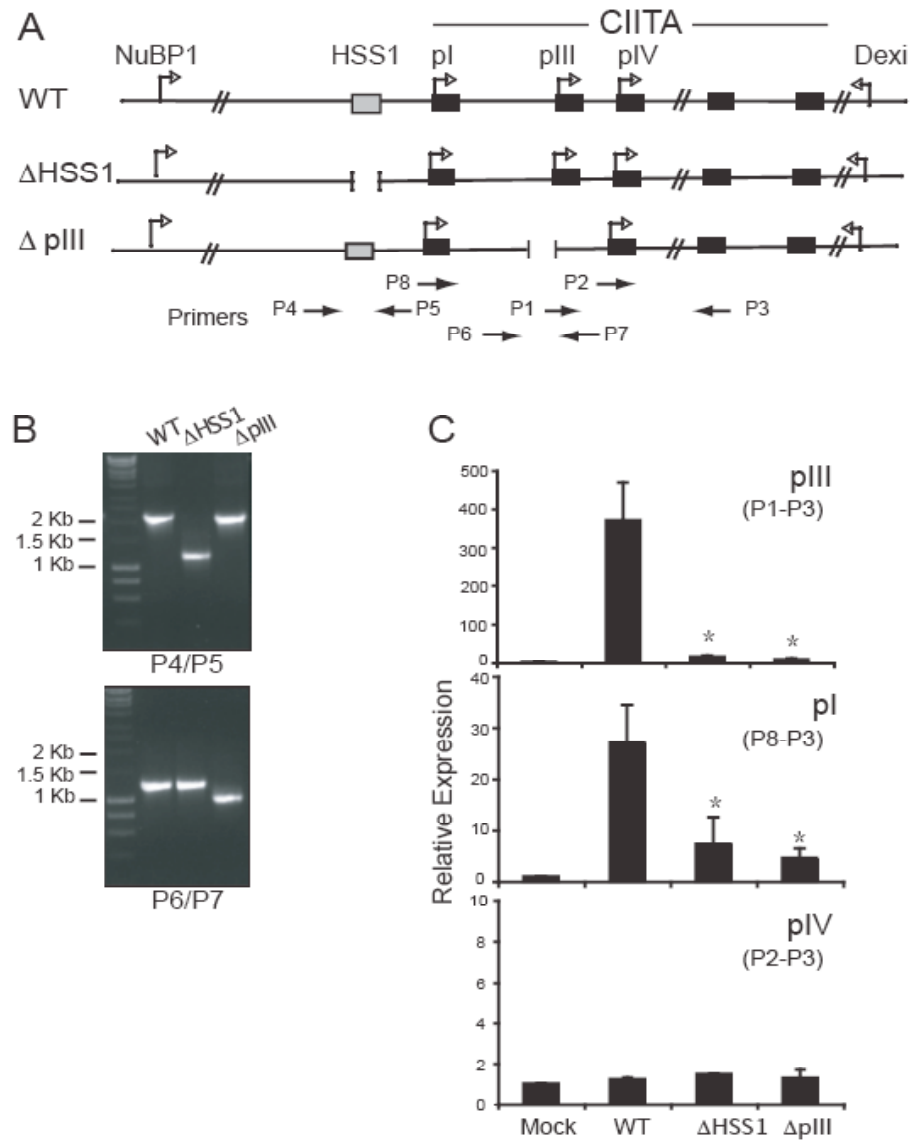 A
CIITA
NuBP1 HSS1 pI pIII pIV Dexi
WT
ΔHSS1
Δ pIII
P8 P2
Primers P4 P5 P1 P3
P6 P7
B
WT ΔHSS1 ΔpIII
2 Kb
1.5 Kb
1 Kb
P4/P5
2 Kb
1.5 Kb
1 Kb
P6/P7
C
Relative Expression
500
400
300
200
100
0
pIII
(P1-P3)
* *
40
30
20
10
0
pI
(P8-P3)
* *
10
8
6
4
2
0
pIV
(P2-P3)
Mock WT ΔHSS1 ΔpIII